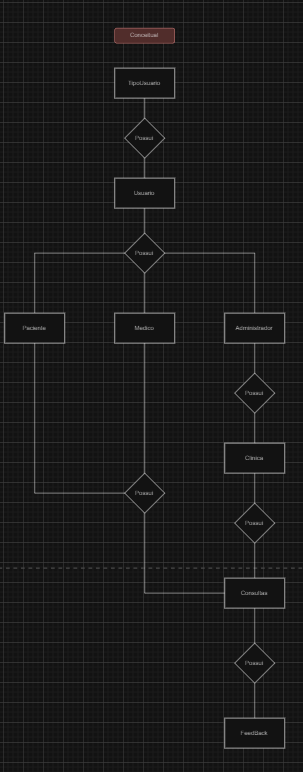 Conceitual
TipoUsuario
Possui
Usuario
Possui
Paciente
Medico
Administrador
Possui
Clinica
Possui
Possui
Consultas
Possui
FeedBack